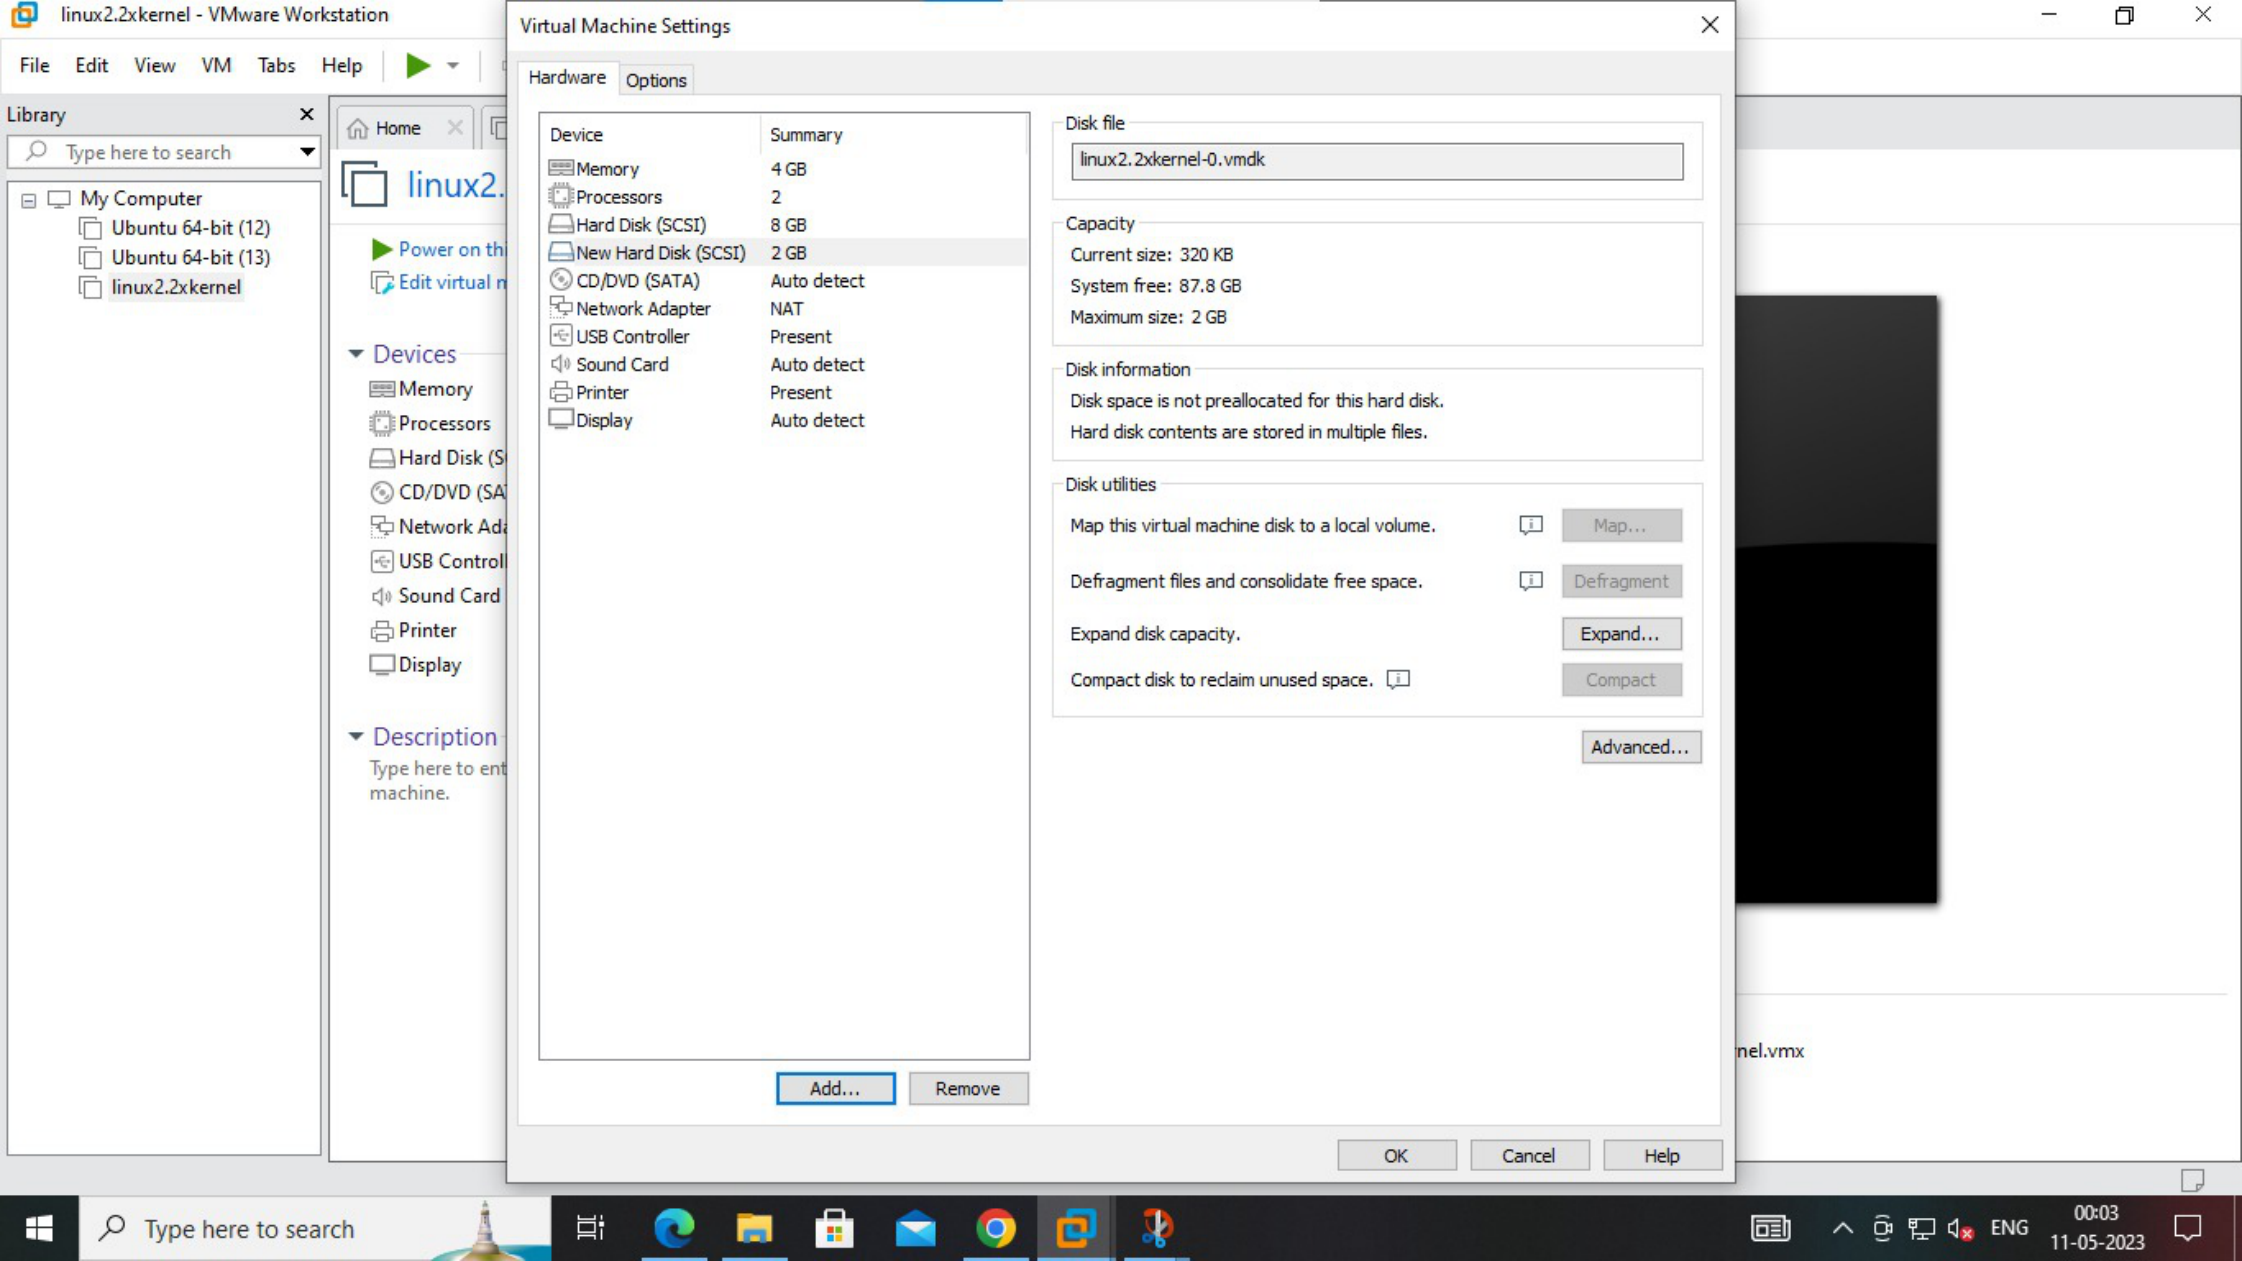 linux2.2xkernel - VMware Workstation
File Edit View VM Tabs Help
Library
Type here to search
My Computer
Ubuntu 64-bit (12)
Ubuntu 64-bit (13)
linux2.2xkernel
Home
linux2.
Power on thi
Edit virtual m
Devices
Memory
Processors
Hard Disk (S
CD/DVD (SA
Network Ada
USB Controll
Sound Card
Printer
Display
Description
Type here to ent
machine.
Virtual Machine Settings
Hardware Options
Device Summary
Memory 4 GB
Processors 2
Hard Disk (SCSI) 8 GB
New Hard Disk (SCSI) 2 GB
CD/DVD (SATA) Auto detect
Network Adapter NAT
USB Controller Present
Sound Card Auto detect
Printer Present
Display Auto detect
Add... Remove
Disk file
linux2.2xkernel-0.vmdk
Capacity
Current size: 320 KB
System free: 87.8 GB
Maximum size: 2 GB
Disk information
Disk space is not preallocated for this hard disk.
Hard disk contents are stored in multiple files.
Disk utilities
Map this virtual machine disk to a local volume. Map...
Defragment files and consolidate free space. Defragment
Expand disk capacity. Expand...
Compact disk to reclaim unused space. Compact
Advanced...
OK Cancel Help
nel.vmx
Type here to search
ENG
00:03
11-05-2023